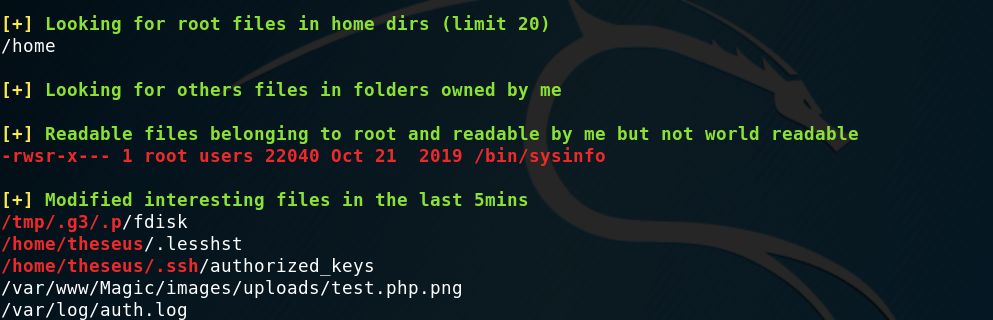 [+] Looking for root files in home dirs (limit 20)
/home
[+] Looking for others files in folders owned by me
[+] Readable files belonging to root and readable by me but not world readable
-rwsr-x--- 1 root users 22040 Oct 21  2019 /bin/sysinfo
[+] Modified interesting files in the last 5mins
/tmp/.g3/.p/fdisk
/home/theseus/.lesshst
/home/theseus/.ssh/authorized_keys
/var/www/Magic/images/uploads/test.php.png
/var/log/auth.log